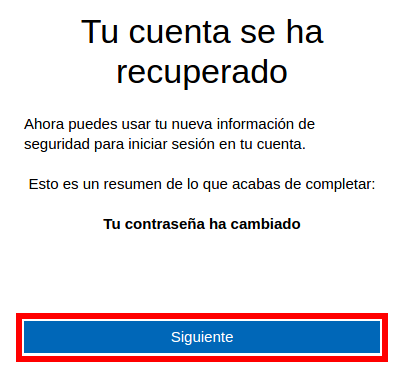 Tu cuenta se ha
recuperado
Ahora puedes usar tu nueva información de
seguridad para iniciar sesión en tu cuenta.
Esto es un resumen de lo que acabas de completar:
Tu contraseña ha cambiado
Siguiente